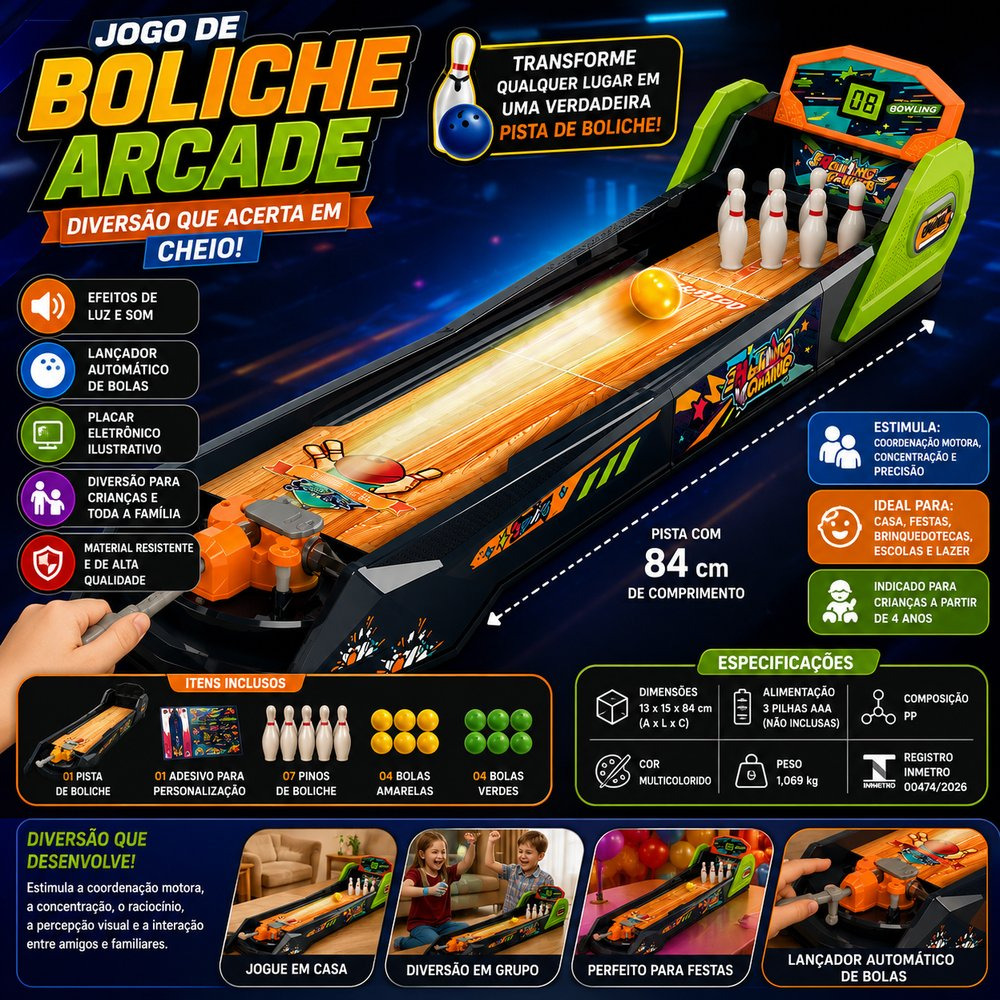 JOGO DE
BOLICHE
ARCADE
DIVERSÃO QUE ACERTA EM
CHEIO!
TRANSFORME
QUALQUER LUGAR EM
UMA VERDADEIRA
PISTA DE BOLICHE!
08
BOWLING
EFEITOS DE
LUZ E SOM
LANÇADOR
AUTOMÁTICO
DE BOLAS
PLACAR
ELETRÔNICO
ILUSTRATIVO
DIVERSÃO PARA
CRIANÇAS E
TODA A FAMÍLIA
MATERIAL RESISTENTE
E DE ALTA
QUALIDADE
PISTA COM
84 cm
DE COMPRIMENTO
ESTIMULA:
COORDENAÇÃO MOTORA,
CONCENTRAÇÃO E
PRECISÃO
IDEAL PARA:
CASA, FESTAS,
BRINQUEDOTECAS,
ESCOLAS E LAZER
INDICADO PARA
CRIANÇAS A PARTIR
DE 4 ANOS
ITENS INCLUSOS
01 PISTA
DE BOLICHE
01 ADESIVO PARA
PERSONALIZAÇÃO
07 PINOS
DE BOLICHE
04 BOLAS
AMARELAS
04 BOLAS
VERDES
ESPECIFICAÇÕES
DIMENSÕES
13 x 15 x 84 cm
(A x L x C)
ALIMENTAÇÃO
3 PILHAS AAA
(NÃO INCLUSAS)
COMPOSIÇÃO
PP
COR
MULTICOLORIDO
PESO
1,069 kg
INMETRO
REGISTRO
INMETRO
00474/2026
DIVERSÃO QUE
DESENVOLVE!
Estimula a coordenação motora,
a concentração, o raciocínio,
a percepção visual e a interação
entre amigos e familiares.
JOGUE EM CASA
DIVERSÃO EM GRUPO
PERFEITO PARA FESTAS
LANÇADOR AUTOMÁTICO
DE BOLAS